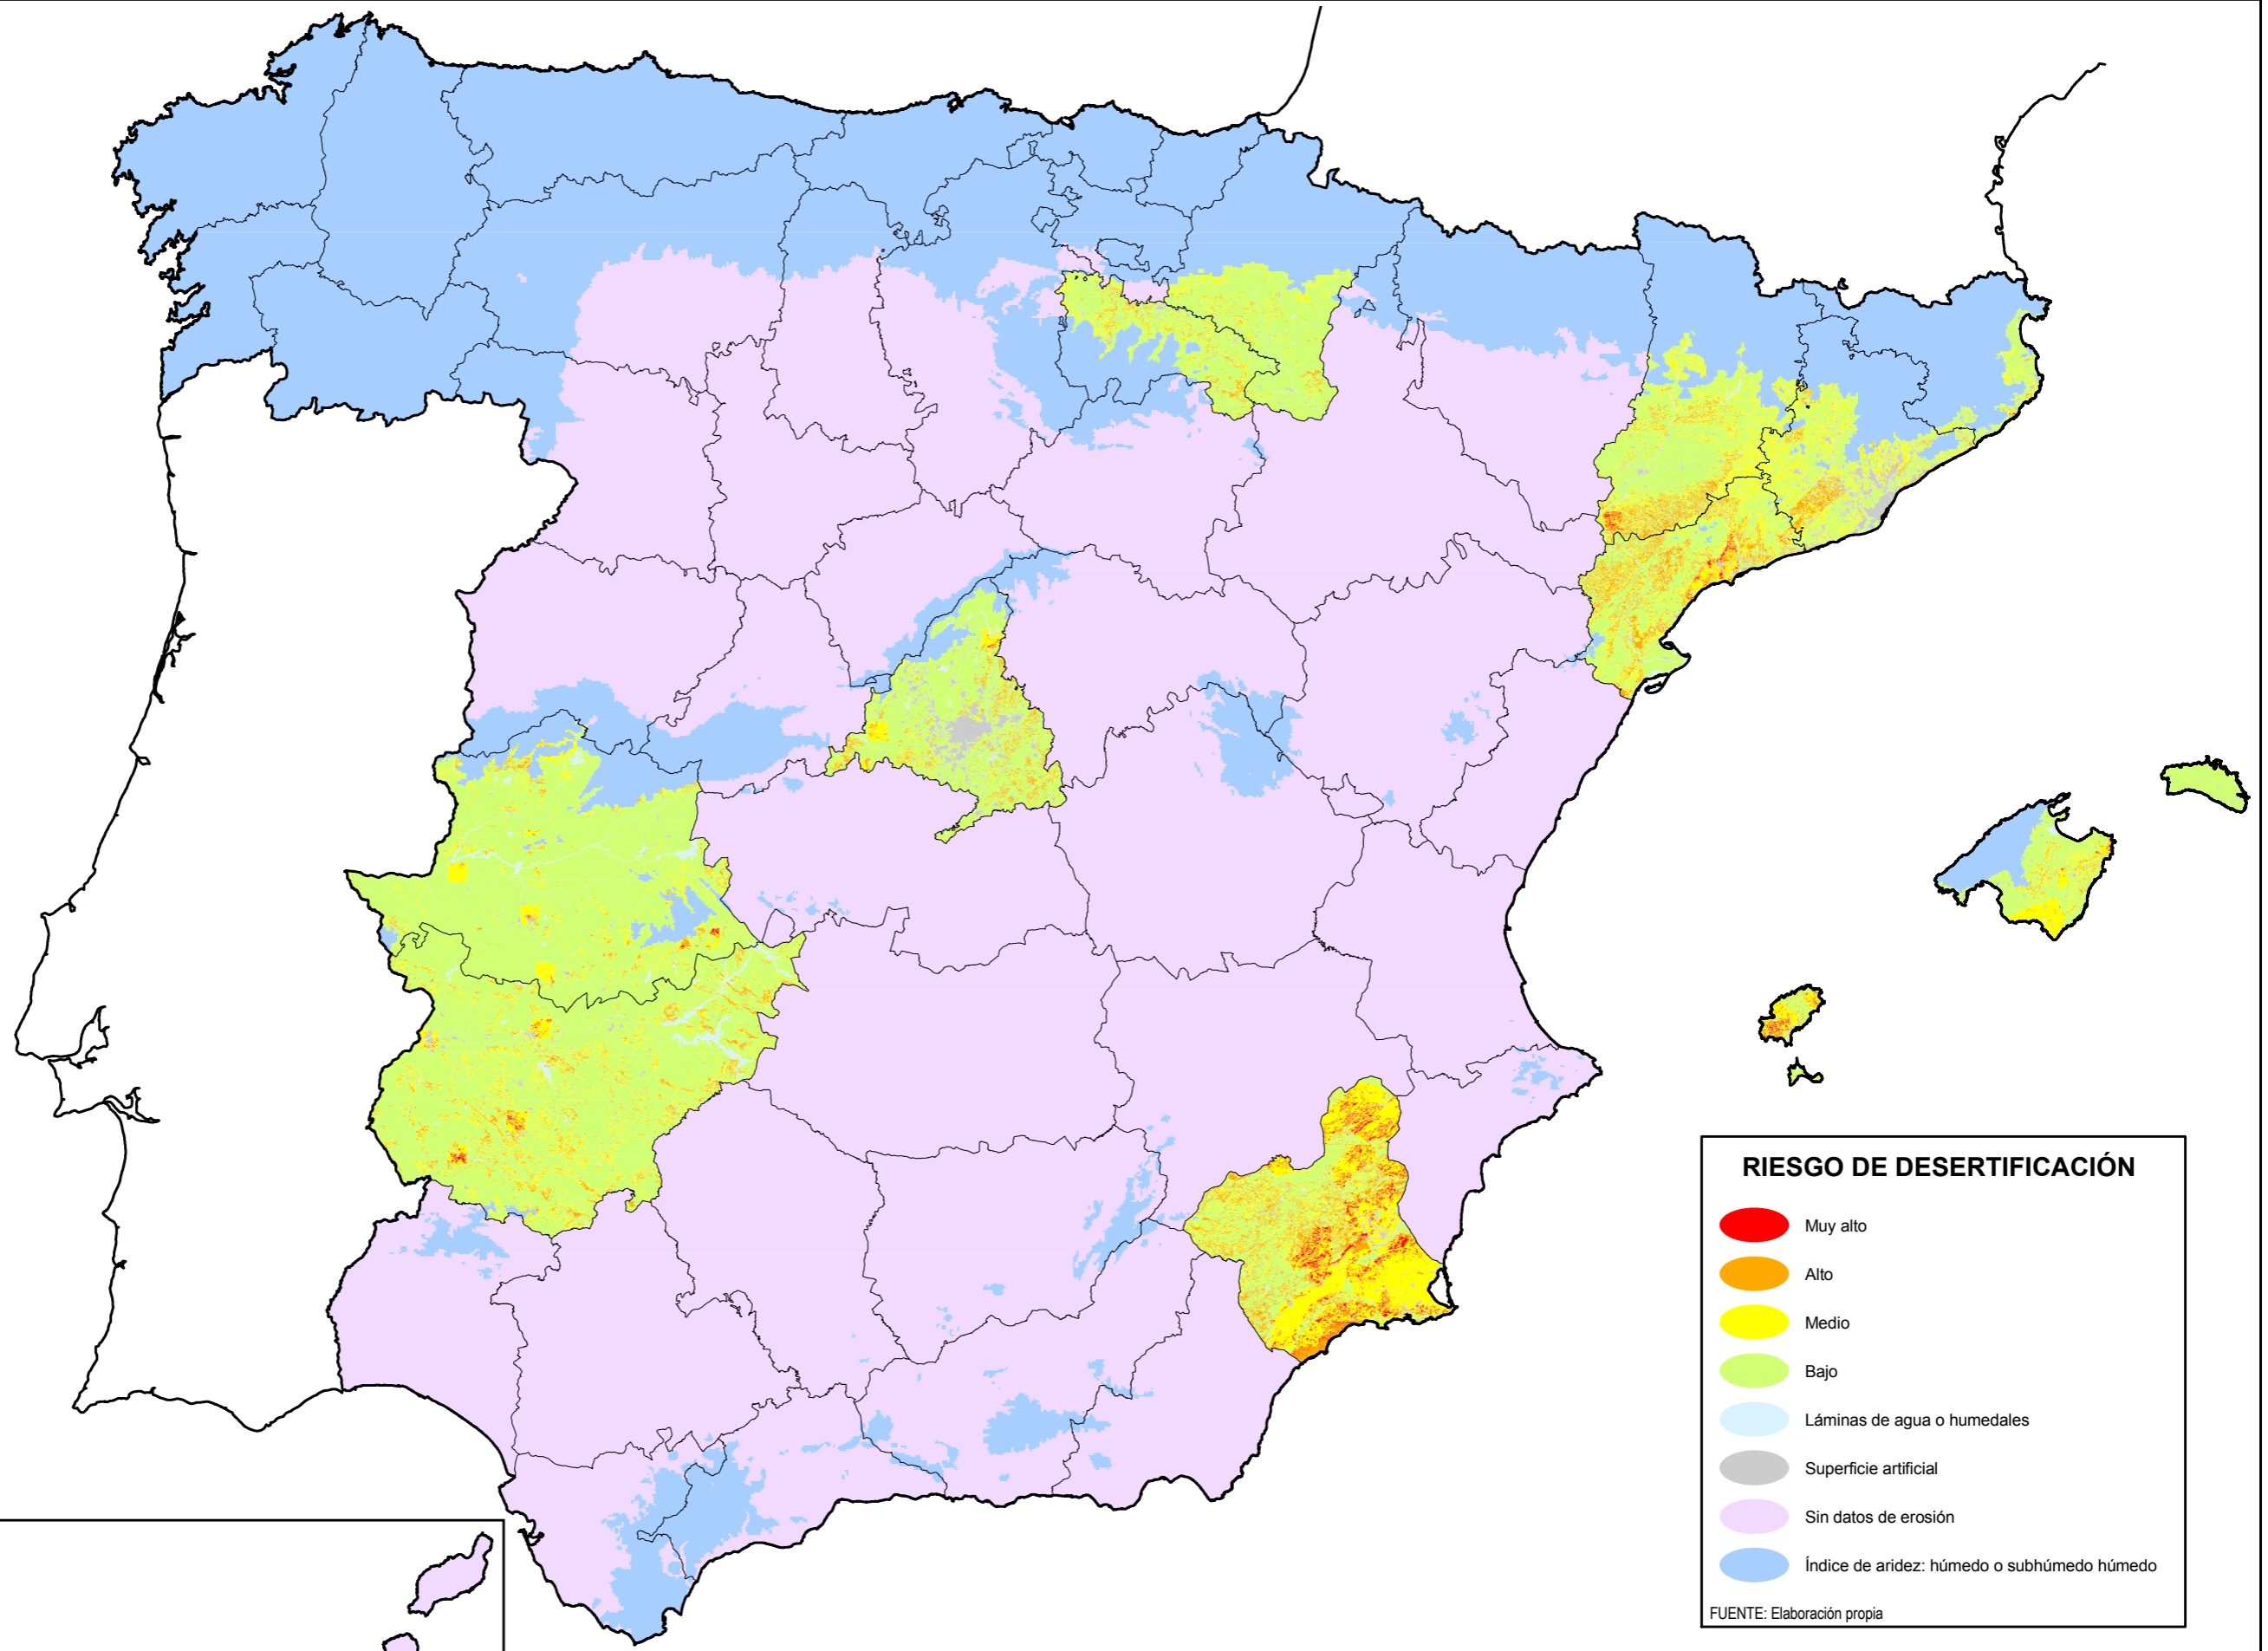 RIESGO DE DESERTIFICACIÓN
Muy alto
Alto
Medio
Bajo
Láminas de agua o humedales
Superficie artificial
Sin datos de erosión
Índice de aridez: húmedo o subhúmedo húmedo
FUENTE: Elaboración propia